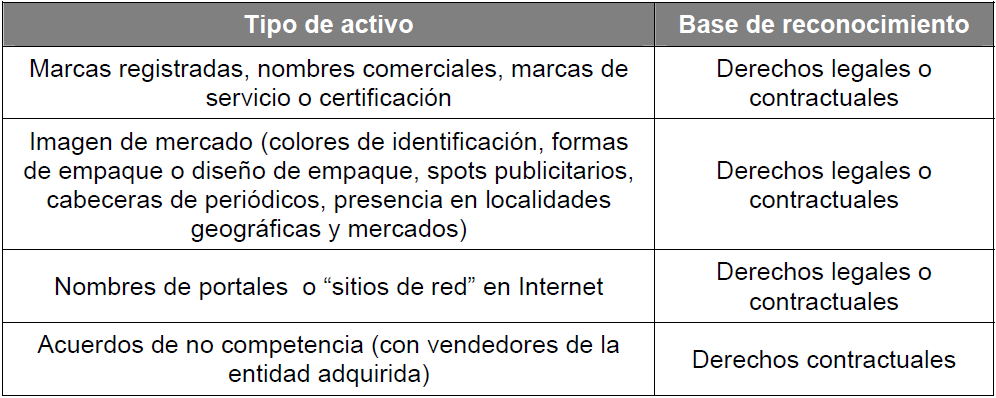 Tipo de activo
Base de reconocimiento
Marcas registradas, nombres comerciales, marcas de
servicio o certificación
Derechos legales o
contractuales
Imagen de mercado (colores de identificación, formas
de empaque o diseño de empaque, spots publicitarios,
cabeceras de periódicos, presencia en localidades
geográficas y mercados)
Derechos legales o
contractuales
Nombres de portales o “sitios de red” en Internet
Derechos legales o
contractuales
Acuerdos de no competencia (con vendedores de la
entidad adquirida)
Derechos contractuales